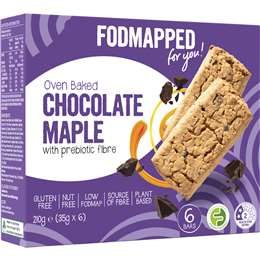 FODMAPPED
for you!
Oven Baked
CHOCOLATE
MAPLE
with prebiotic fibre
GLUTEN FREE
NUT FREE
LOW FODMAP
SOURCE OF FIBRE
PLANT BASED
210g (35g x 6)
6
BARS